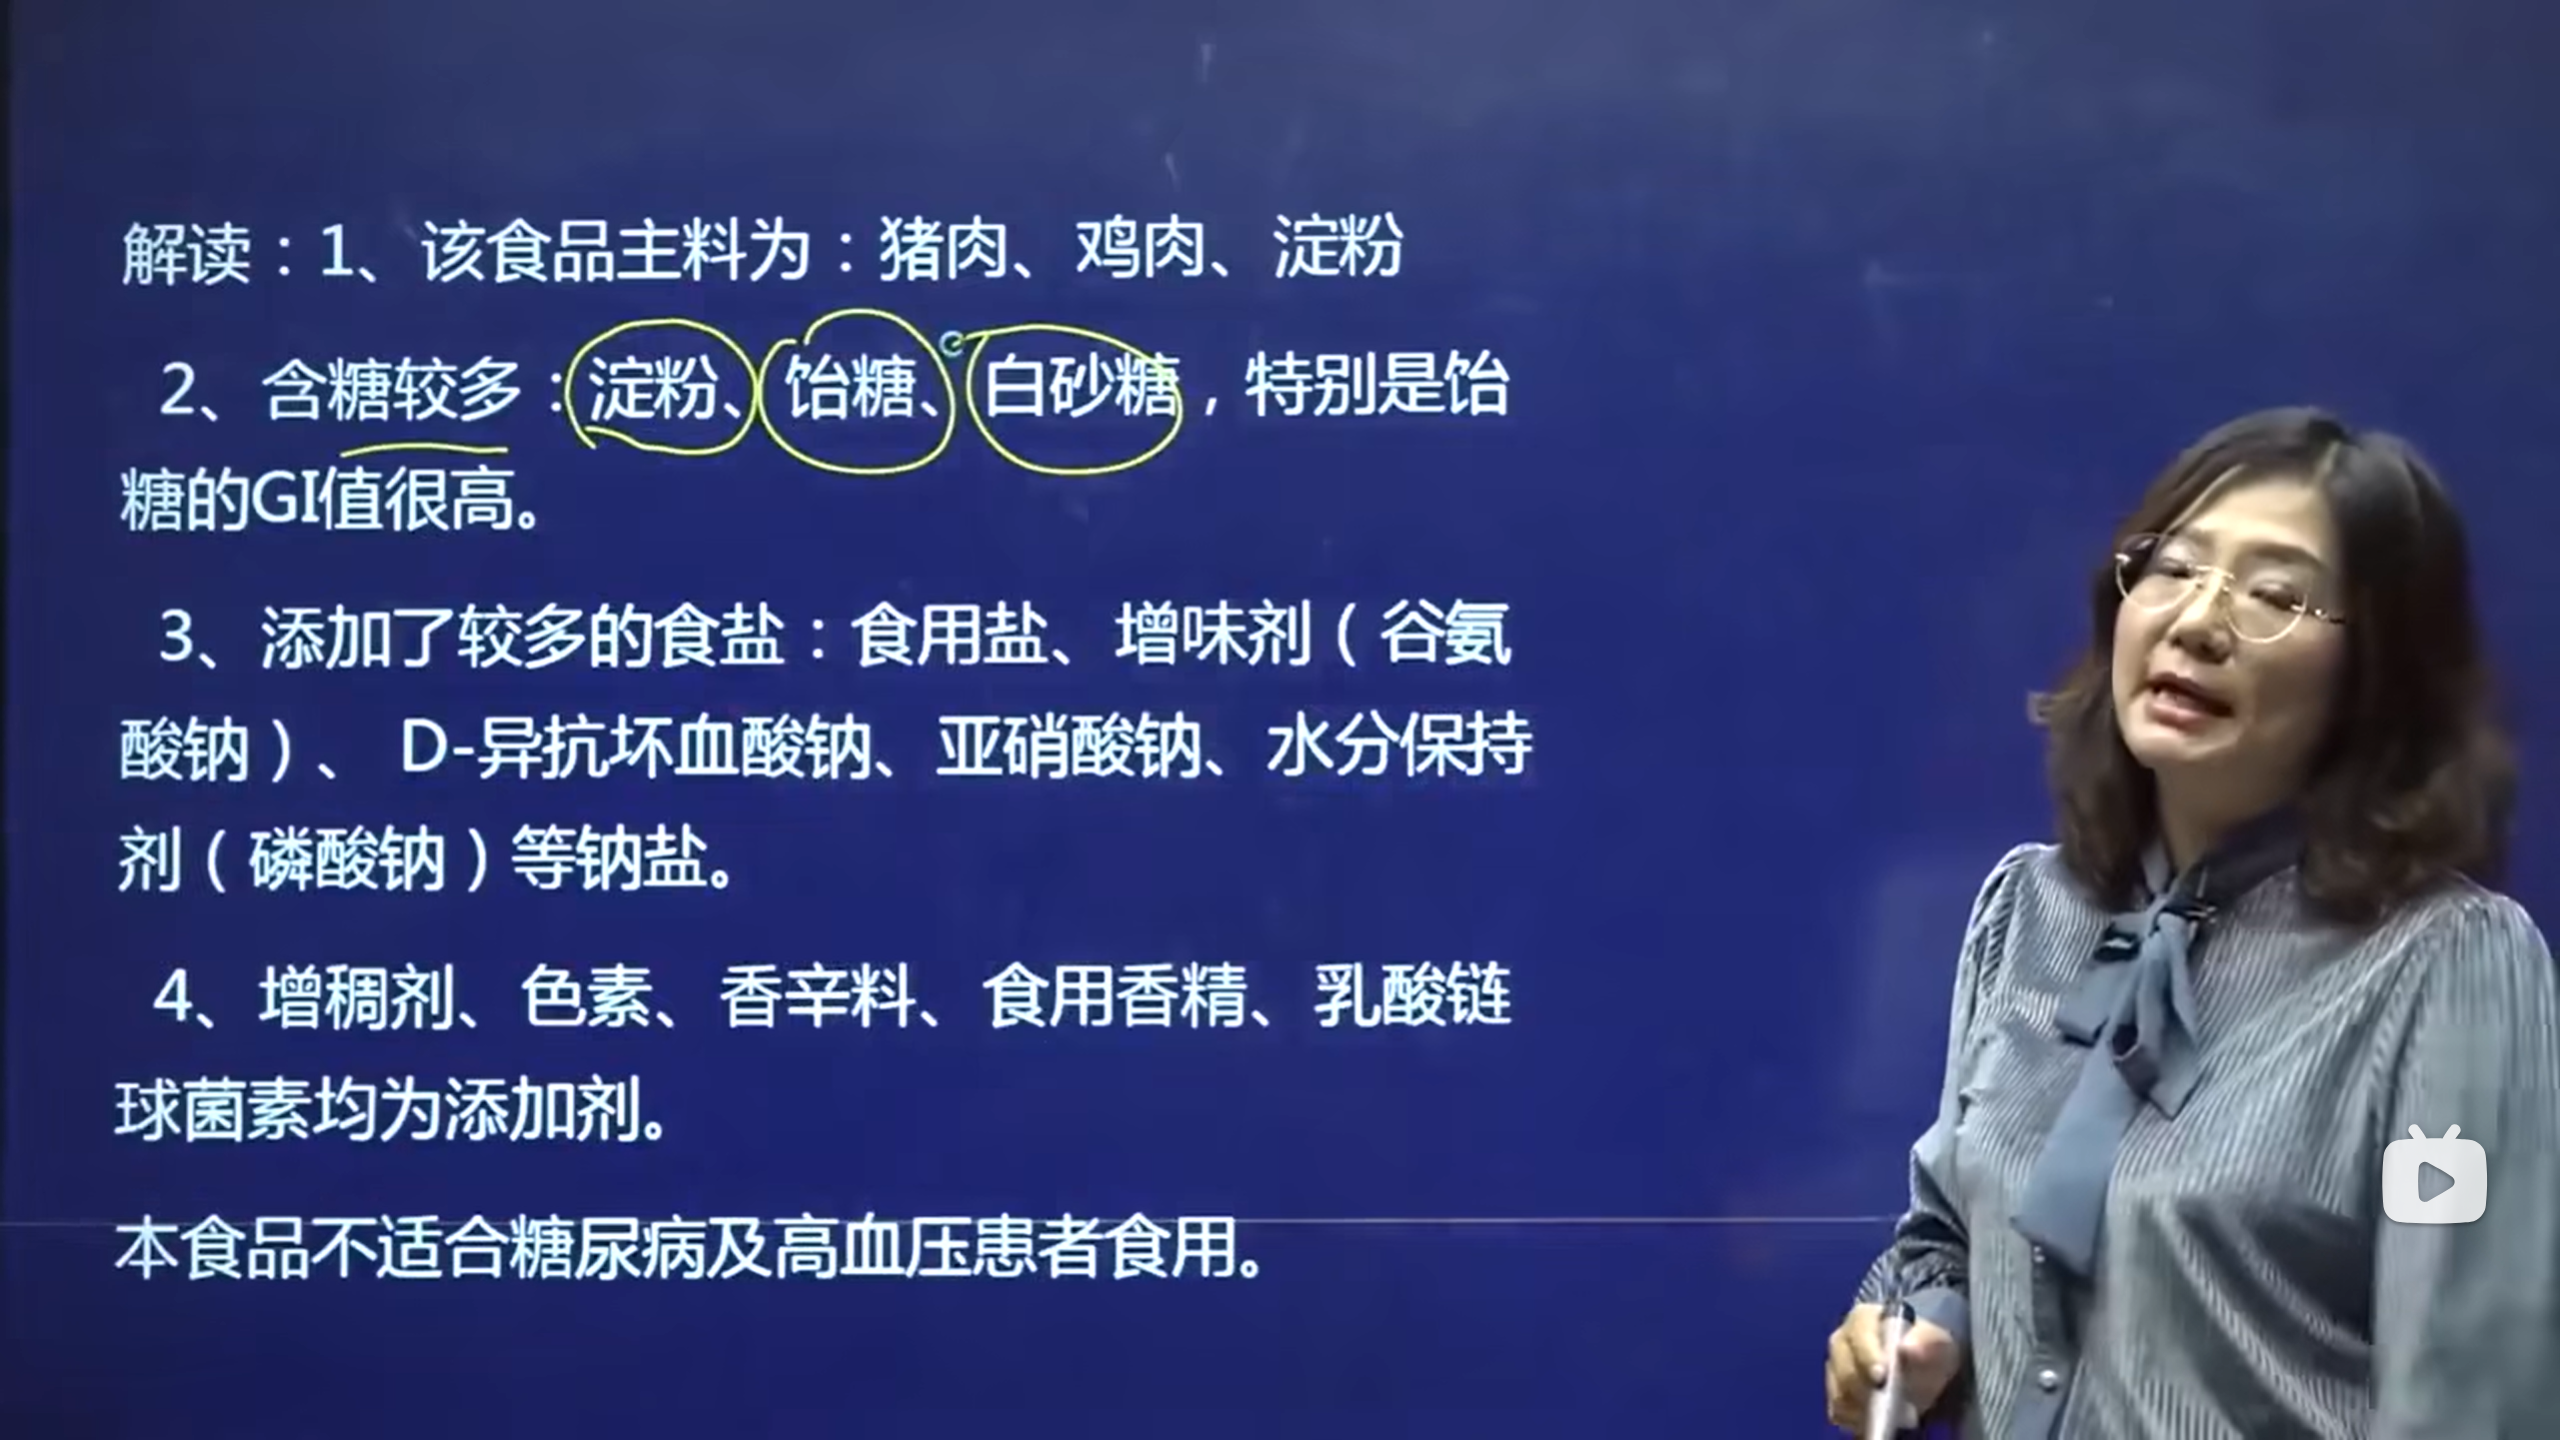 解读：1、该食品主料为：猪肉、鸡肉、淀粉
2、含糖较多：淀粉、饴糖、白砂糖，特别是饴
糖的GI值很高。
3、添加了较多的食盐：食用盐、增味剂（谷氨
酸钠）、 D-异抗坏血酸钠、亚硝酸钠、水分保持
剂（磷酸钠）等钠盐。
4、增稠剂、色素、香辛料、食用香精、乳酸链
球菌素均为添加剂。
本食品不适合糖尿病及高血压患者食用。